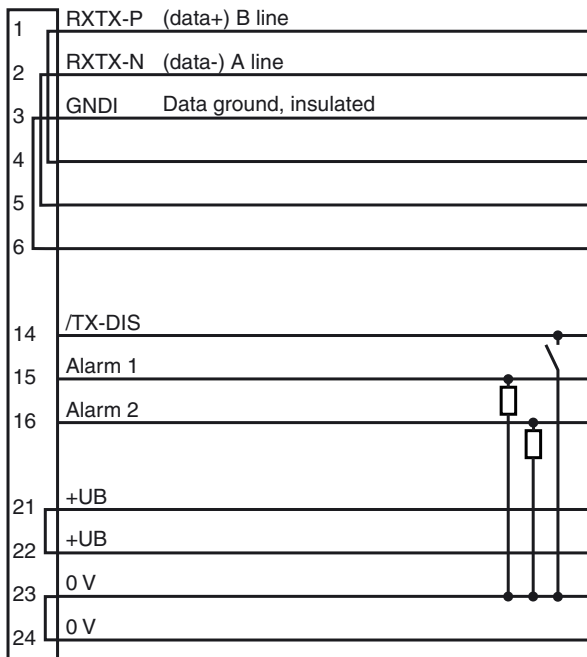 1 RXTX-P (data+) B line
2 RXTX-N (data-) A line
3 GNDI Data ground, insulated
4
5
6
14 /TX-DIS
15 Alarm 1
16 Alarm 2
21 +UB
22 +UB
23 0 V
24 0 V